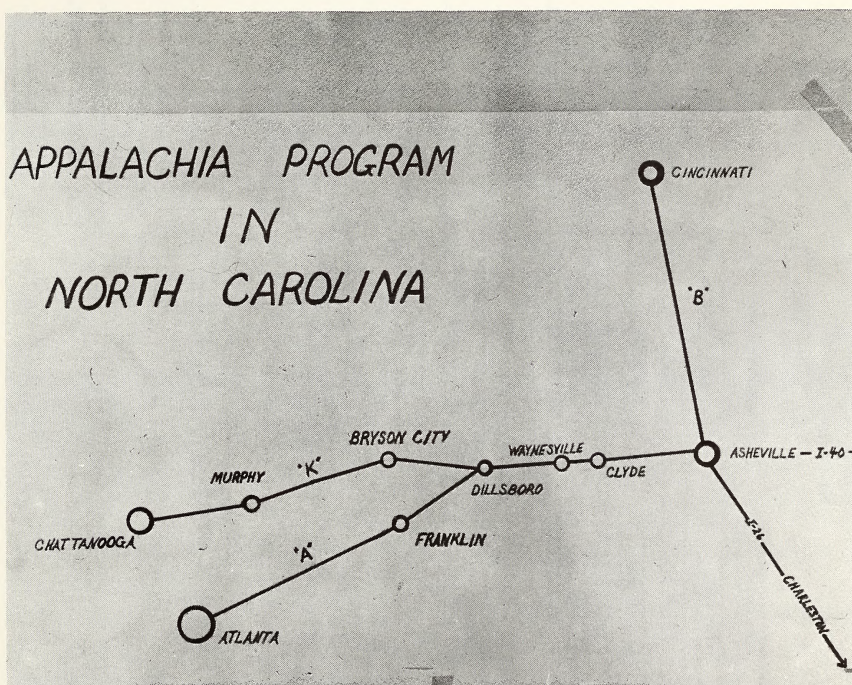 APPALACHIA PROGRAM
IN
NORTH CAROLINA
CINCINNATI
"B"
BRYSON CITY
WAYNESVILLE
ASHEVILLE — I-40 -
MURPHY
"K"
CLYDE
DILLSBORO
CHATTANOOGA
"A"
FRANKLIN
I-26
CHARLESTON
ATLANTA